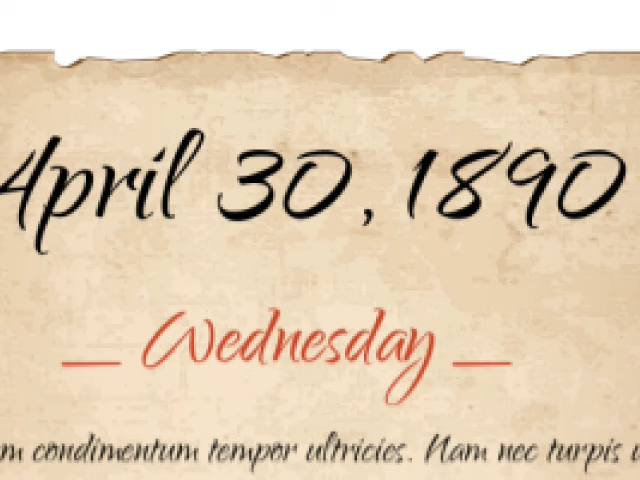 April 30, 1890
Wednesday
condimentum tempor ultricies. Nam nec turpis